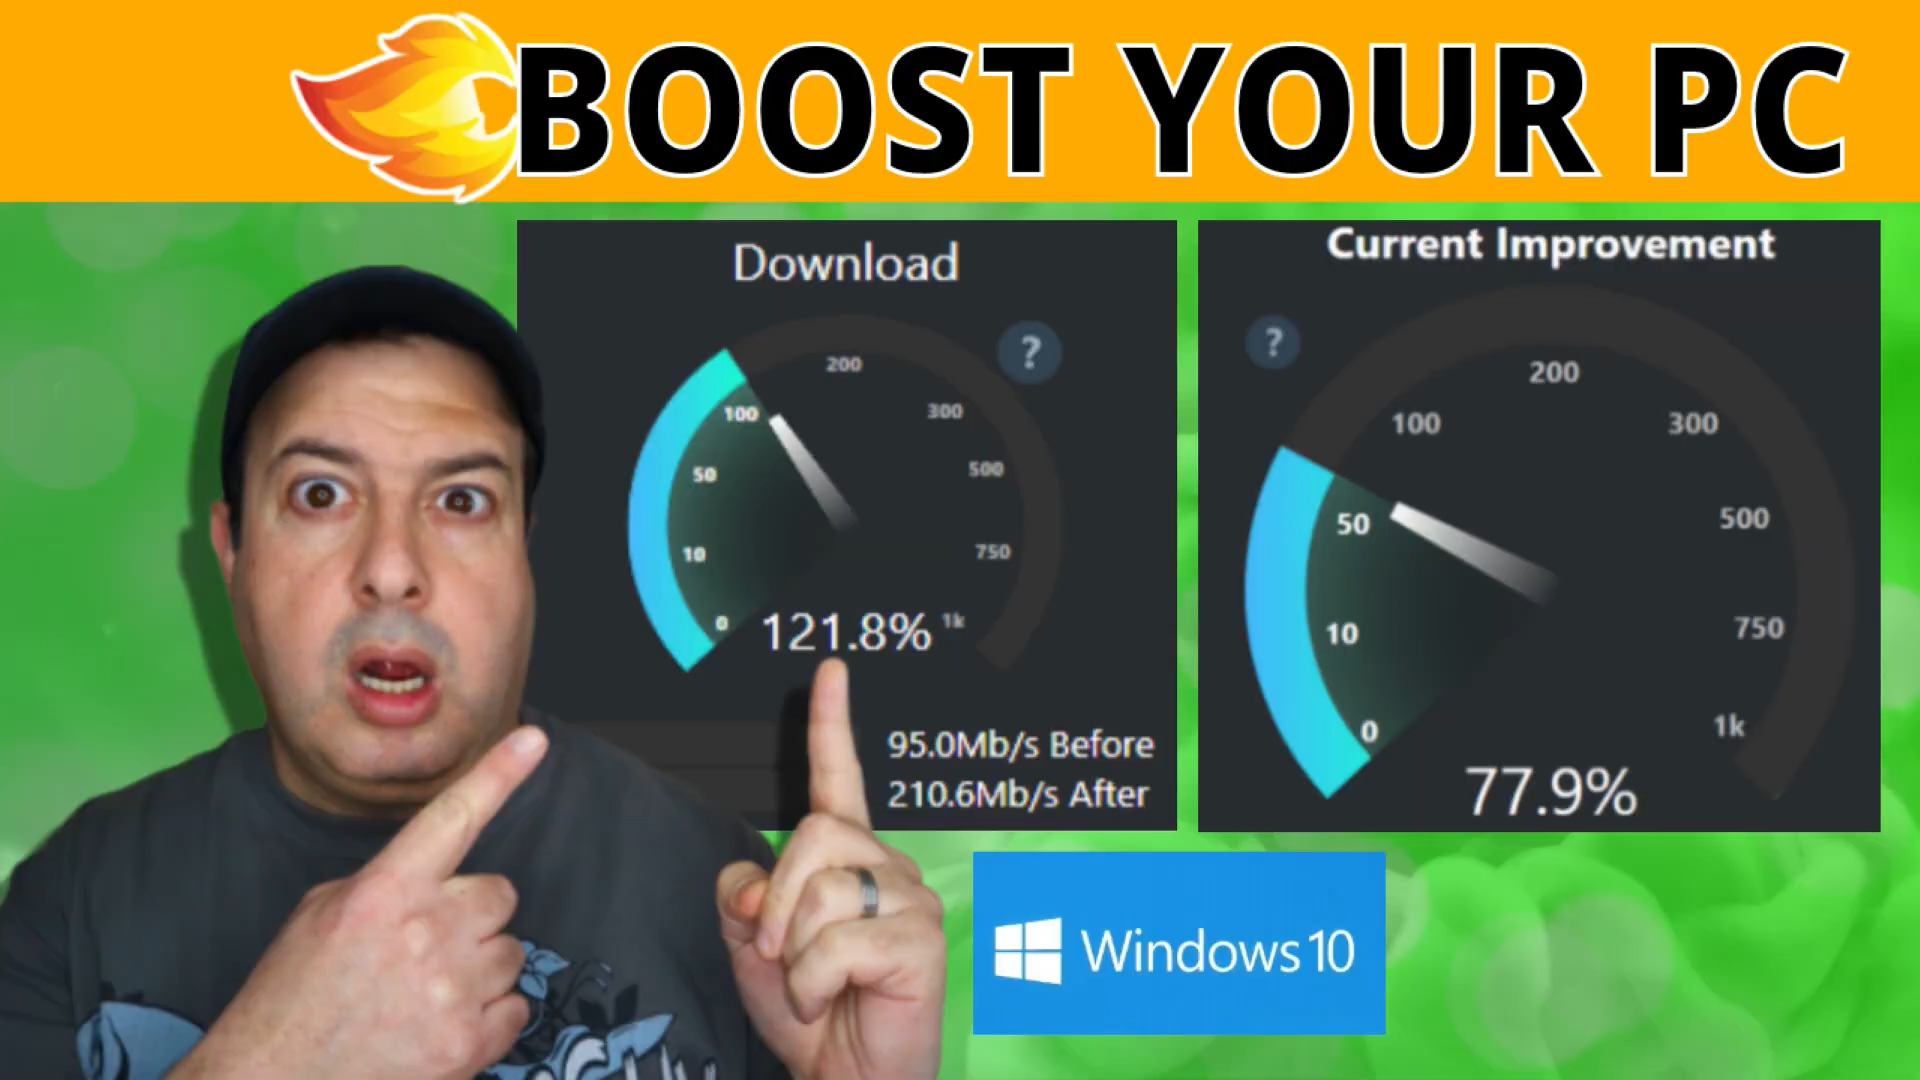 BOOST YOUR PC
Download
?
200
100
300
50
500
10
750
0
1k
121.8%
95.0Mb/s Before
210.6Mb/s After
Current Improvement
?
200
100
300
50
500
10
750
0
1k
77.9%
Windows 10